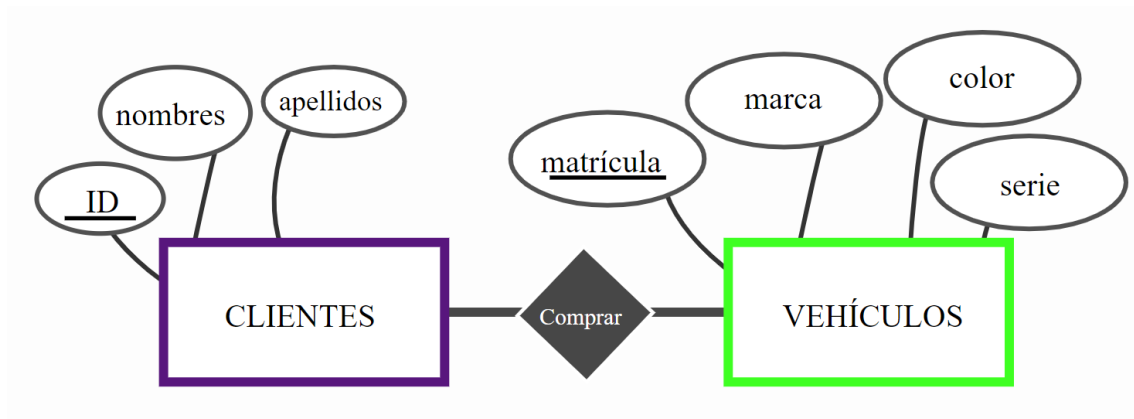 color
marca
nombres
apellidos
matrícula
serie
ID
CLIENTES
Comprar
VEHÍCULOS